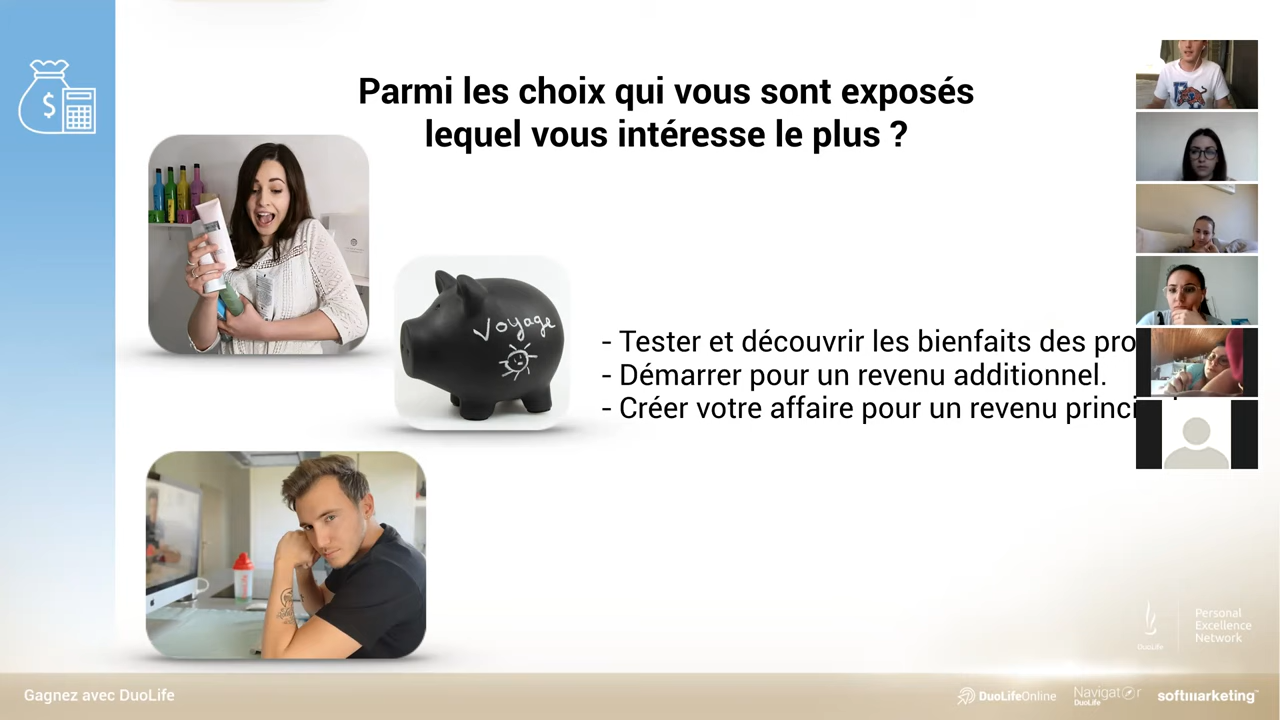 Parmi les choix qui vous sont exposés
lequel vous intéresse le plus ?
$
Voyage
- Tester et découvrir les bienfaits des pro
- Démarrer pour un revenu additionnel.
- Créer votre affaire pour un revenu princi
DuoLife
Personal
Excellence
Network
Gagnez avec DuoLife
DuoLifeOnline
Navigator
DuoLife
softmarketing